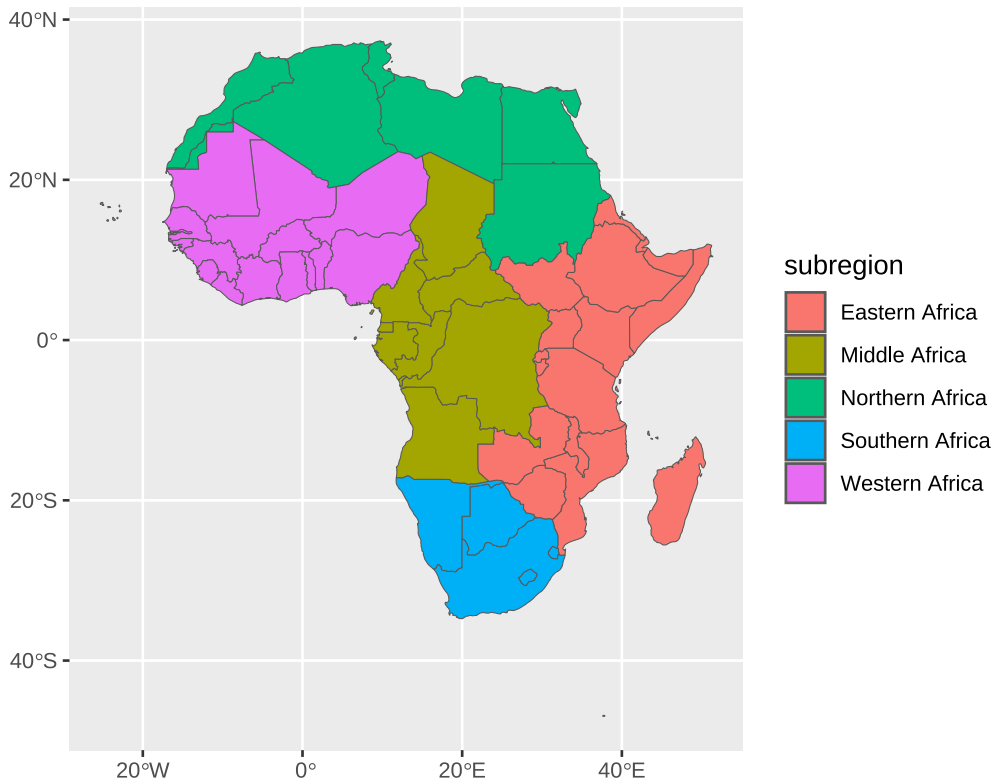 40°N
20°N
0°
20°S
40°S
20°W
0°
20°E
40°E
subregion
Eastern Africa
Middle Africa
Northern Africa
Southern Africa
Western Africa